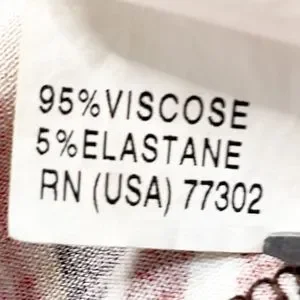 95%VISCOSE
5%ELASTANE
RN (USA) 77302